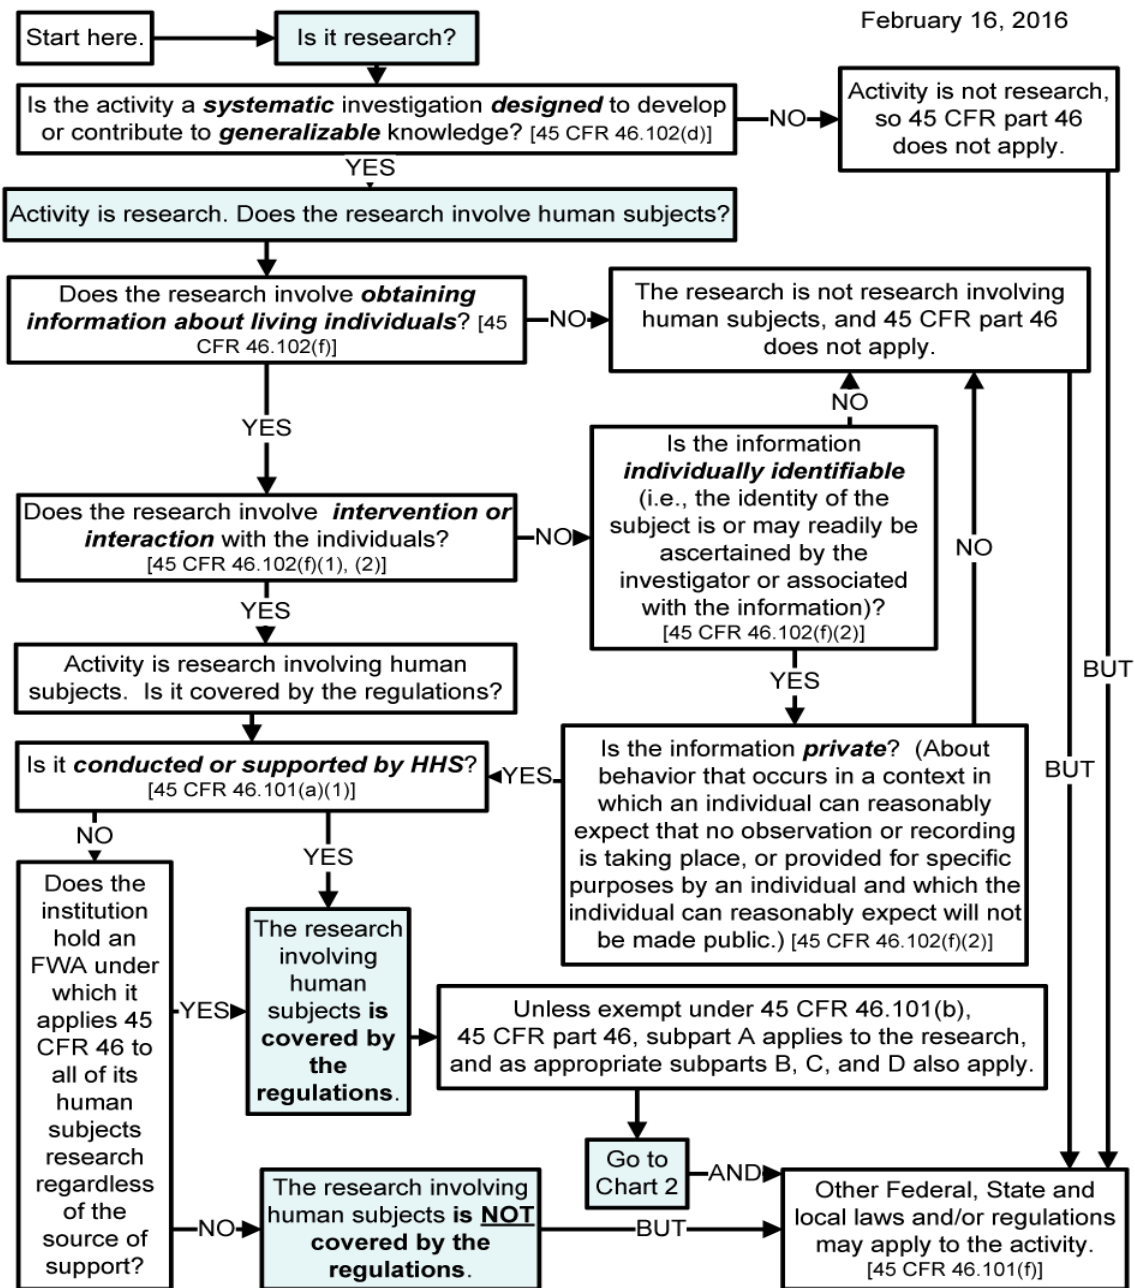 February 16, 2016
Start here.
Is it research?
Is the activity a systematic investigation designed to develop
or contribute to generalizable knowledge? [45 CFR 46.102(d)]
NO
Activity is not research,
so 45 CFR part 46
does not apply.
YES
Activity is research. Does the research involve human subjects?
Does the research involve obtaining
information about living individuals? [45
CFR 46.102(f)]
NO
The research is not research involving
human subjects, and 45 CFR part 46
does not apply.
YES
NO
Does the research involve intervention or
interaction with the individuals?
[45 CFR 46.102(f)(1), (2)]
NO
Is the information
individually identifiable
(i.e., the identity of the
subject is or may readily be
ascertained by the
investigator or associated
with the information)?
[45 CFR 46.102(f)(2)]
NO
YES
YES
BUT
Activity is research involving human
subjects. Is it covered by the regulations?
Is it conducted or supported by HHS?
[45 CFR 46.101(a)(1)]
YES
Is the information private? (About
behavior that occurs in a context in
which an individual can reasonably
expect that no observation or recording
is taking place, or provided for specific
purposes by an individual and which the
individual can reasonably expect will not
be made public.) [45 CFR 46.102(f)(2)]
BUT
NO
YES
Does the
institution
hold an
FWA under
which it
applies 45
CFR 46 to
all of its
human
subjects
research
regardless
of the
source of
support?
YES
The research
involving
human
subjects is
covered by
the
regulations.
Unless exempt under 45 CFR 46.101(b),
45 CFR part 46, subpart A applies to the research,
and as appropriate subparts B, C, and D also apply.
Go to
Chart 2
AND
NO
The research involving
human subjects is NOT
covered by the
regulations.
BUT
Other Federal, State and
local laws and/or regulations
may apply to the activity.
[45 CFR 46.101(f)]